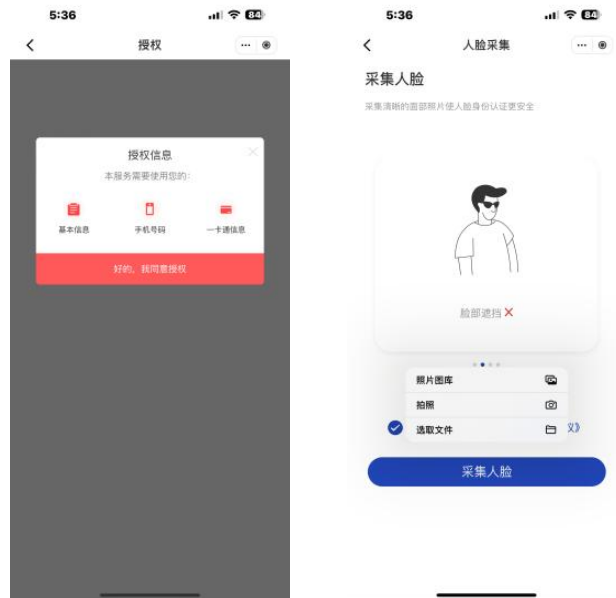 5:36
84
授权
授权信息
本服务需要使用您的:
基本信息
手机号码
一卡通信息
好的，我同意授权
5:36
84
人脸采集
采集人脸
采集清晰的面部照片使人脸身份认证更安全
脸部遮挡
照片图库
拍照
选取文件
议》
采集人脸